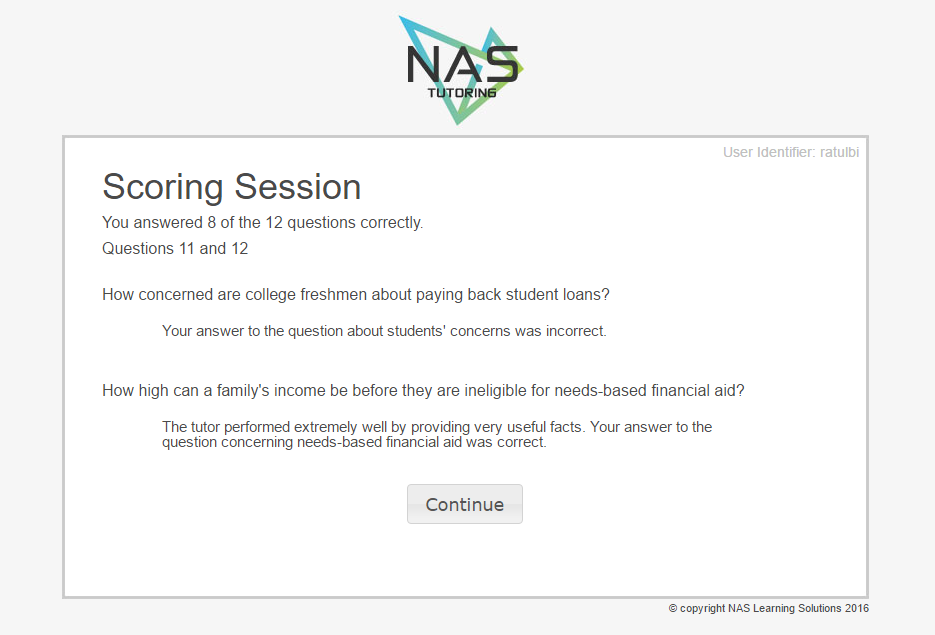 NAS
TUTORING
User Identifier: ratulbi
Scoring Session
You answered 8 of the 12 questions correctly.
Questions 11 and 12
How concerned are college freshmen about paying back student loans?
Your answer to the question about students' concerns was incorrect.
How high can a family's income be before they are ineligible for needs-based financial aid?
The tutor performed extremely well by providing very useful facts. Your answer to the
question concerning needs-based financial aid was correct.
Continue
© copyright NAS Learning Solutions 2016